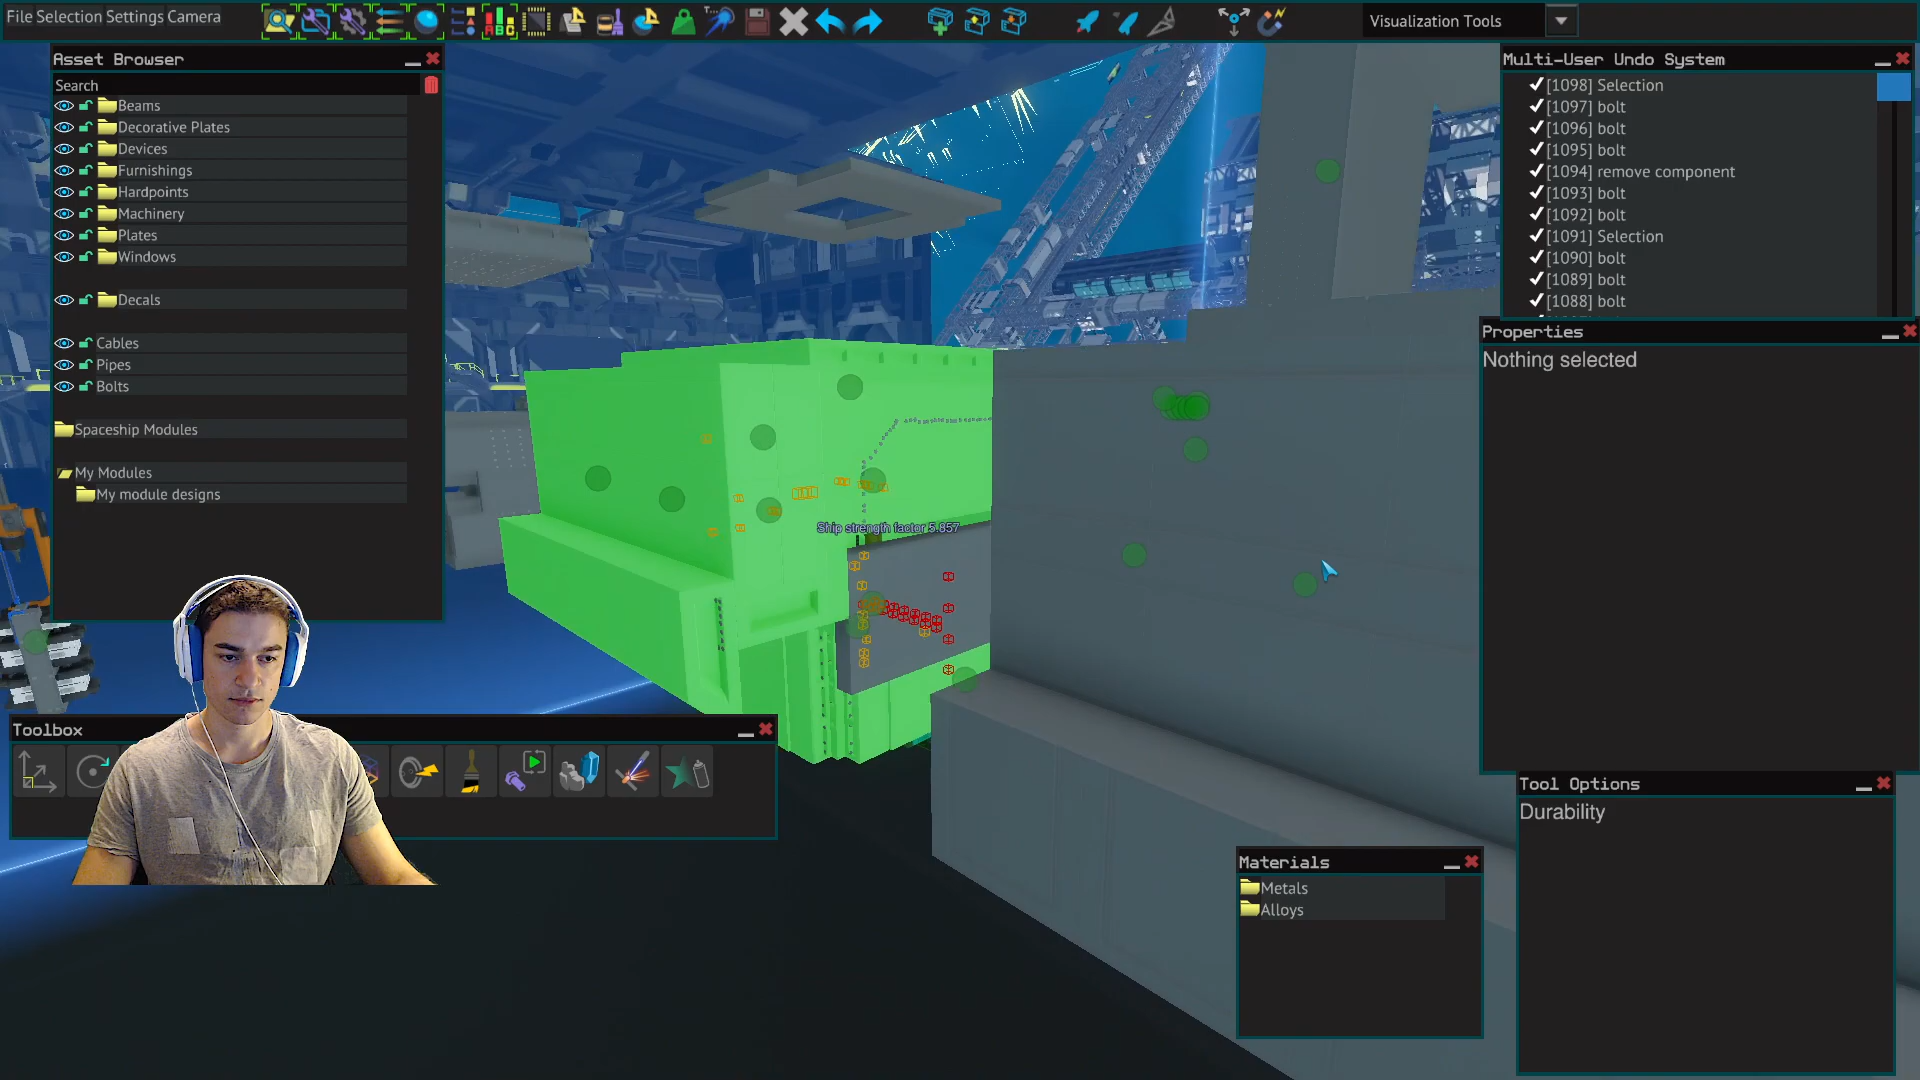 File Selection Settings Camera
Visualization Tools
Asset Browser
Search
Beams
Decorative Plates
Devices
Furnishings
Hardpoints
Machinery
Plates
Windows
Decals
Cables
Pipes
Bolts
Spaceship Modules
My Modules
My module designs
Multi-User Undo System
[1098] Selection
[1097] bolt
[1096] bolt
[1095] bolt
[1094] remove component
[1093] bolt
[1092] bolt
[1091] Selection
[1090] bolt
[1089] bolt
[1088] bolt
Properties
Nothing selected
Ship strength factor 5.857
Toolbox
Tool Options
Durability
Materials
Metals
Alloys
ABC